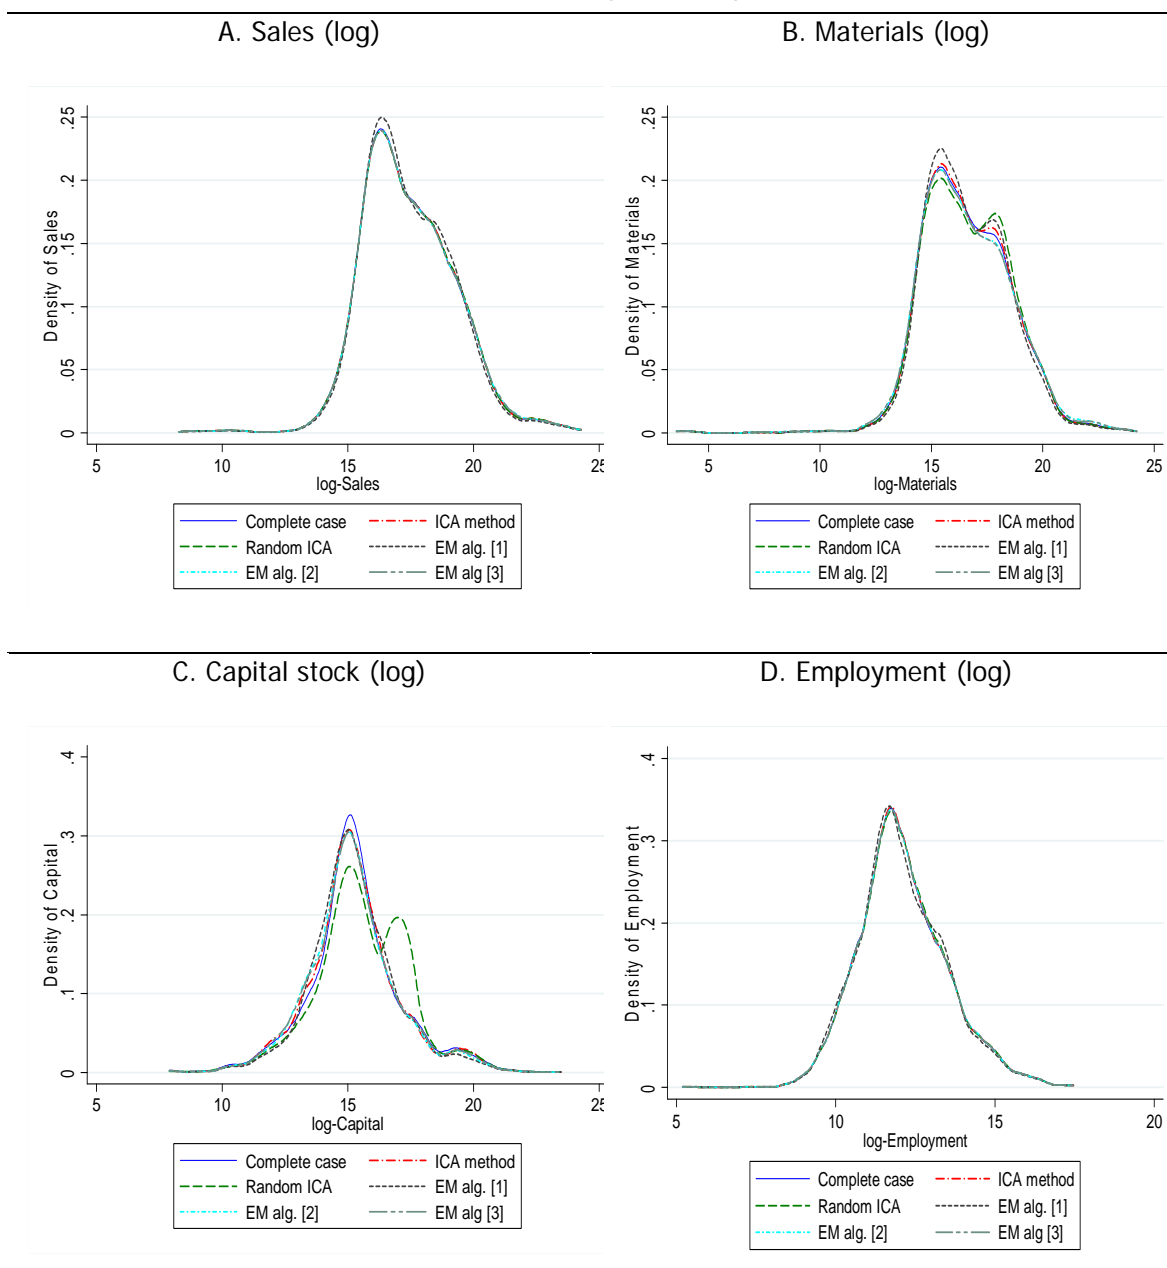 A. Sales (log)
Density of Sales
.25
.2
.15
.1
.05
0
5 10 15 20 25
log-Sales
Complete case ICA method
Random ICA EM alg. [1]
EM alg. [2] EM alg [3]
B. Materials (log)
Density of Materials
.25
.2
.15
.1
.05
0
5 10 15 20 25
log-Materials
Complete case ICA method
Random ICA EM alg. [1]
EM alg. [2] EM alg [3]
C. Capital stock (log)
Density of Capital
.4
.3
.2
.1
0
5 10 15 20 25
log-Capital
Complete case ICA method
Random ICA EM alg. [1]
EM alg. [2] EM alg [3]
D. Employment (log)
Density of Employment
.4
.3
.2
.1
0
5 10 15 20
log-Employment
Complete case ICA method
Random ICA EM alg. [1]
EM alg. [2] EM alg [3]